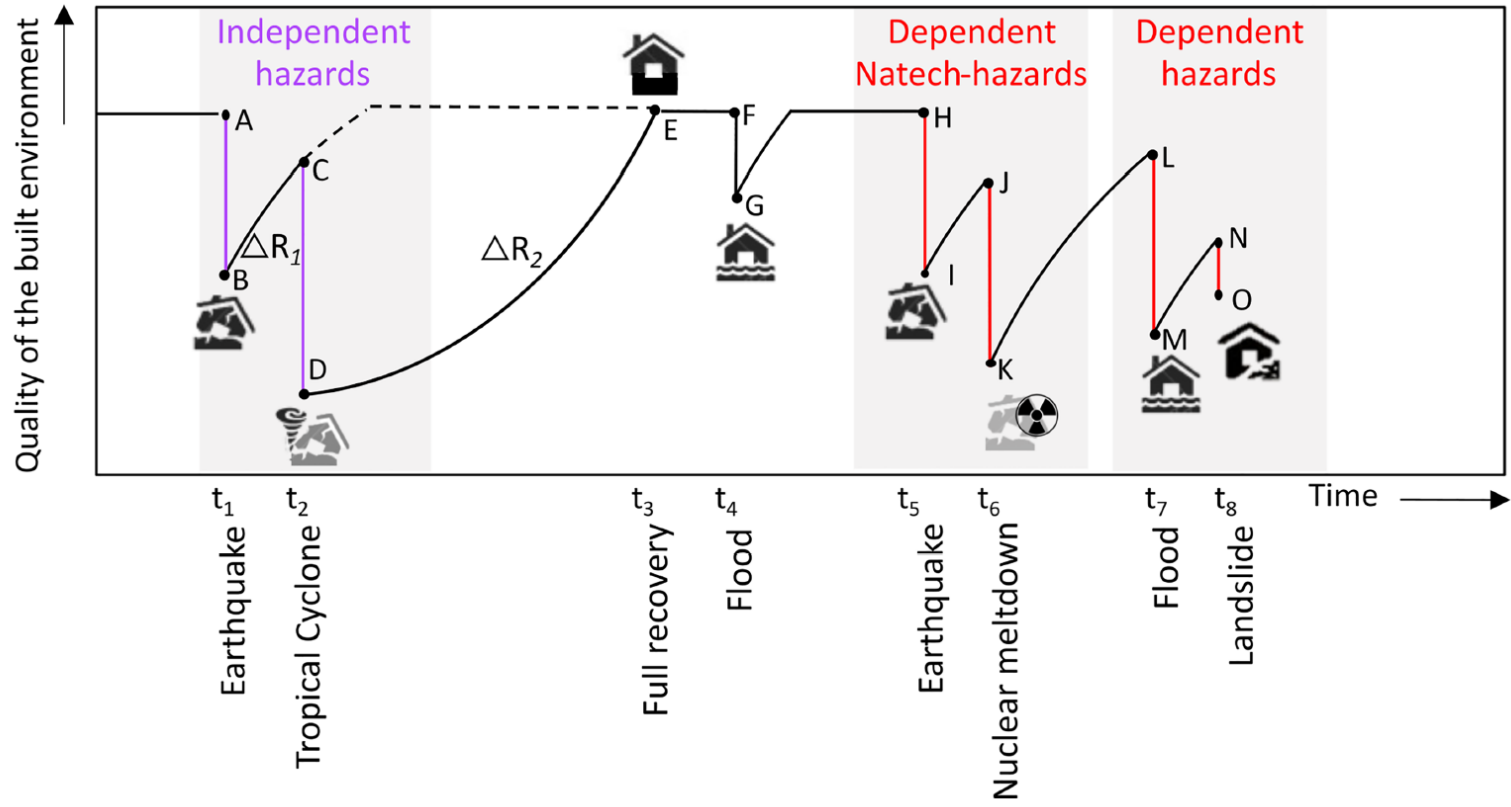 Quality of the built environment
Independent
hazards
Dependent
Natech-hazards
Dependent
hazards
A
B
△R1
C
D
△R2
E
F
G
H
I
J
K
L
M
N
O
t1
t2
t3
t4
t5
t6
t7
t8
Time
Earthquake
Tropical Cyclone
Full recovery
Flood
Earthquake
Nuclear meltdown
Flood
Landslide